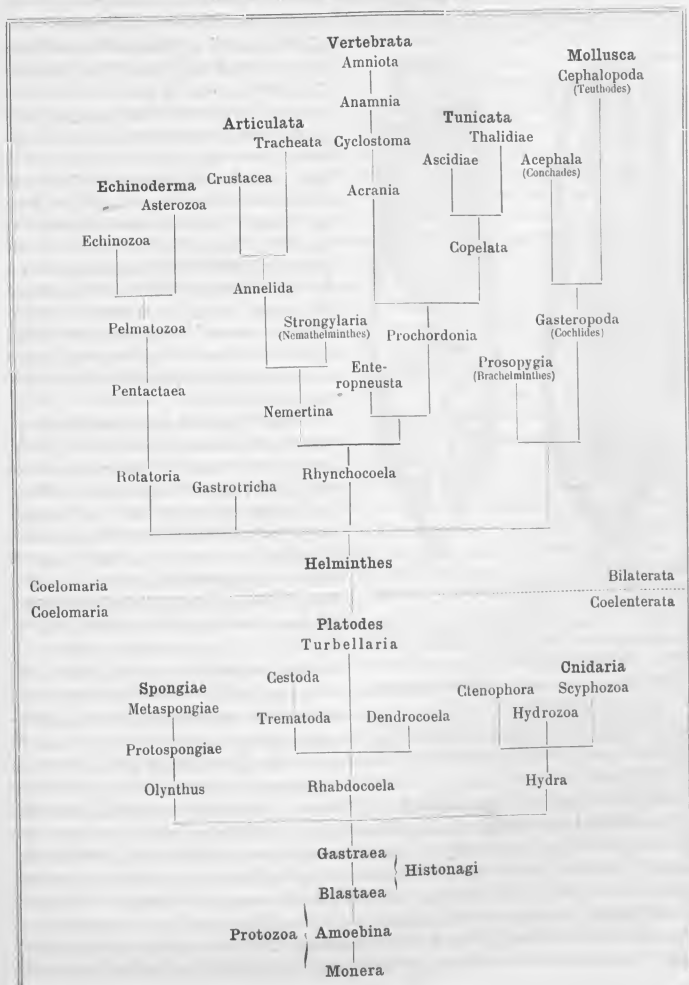 Vertebrata
Amniota
Mollusca
Cephalopoda
(Teuthodes)
Anamnia
Articulata
Tracheata
Cyclostoma
Tunicata
Thalidiae
Ascidiae
Acephala
(Conchades)
Echinoderma
Asterozoa
Crustacea
Acrania
Echinozoa
Copelata
Annelida
Pelmatozoa
Strongylaria
(Nemathelminthes)
Prochordonia
Gasteropoda
(Cochlides)
Pentactaea
Ente-
ropneusta
Prosopygia
(Brachelminthes)
Nemertina
Rotatoria
Gastrotricha
Rhynchocoela
Helminthes
Coelomaria
Bilaterata
Coelomaria
Coelenterata
Platodes
Turbellaria
Spongiae
Metaspongiae
Cestoda
Cnidaria
Ctenophora
Scyphozoa
Trematoda
Dendrocoela
Hydrozoa
Protospongiae
Olynthus
Rhabdocoela
Hydra
Gastraea
Histonagi
Blastaea
Protozoa
Amoebina
Monera